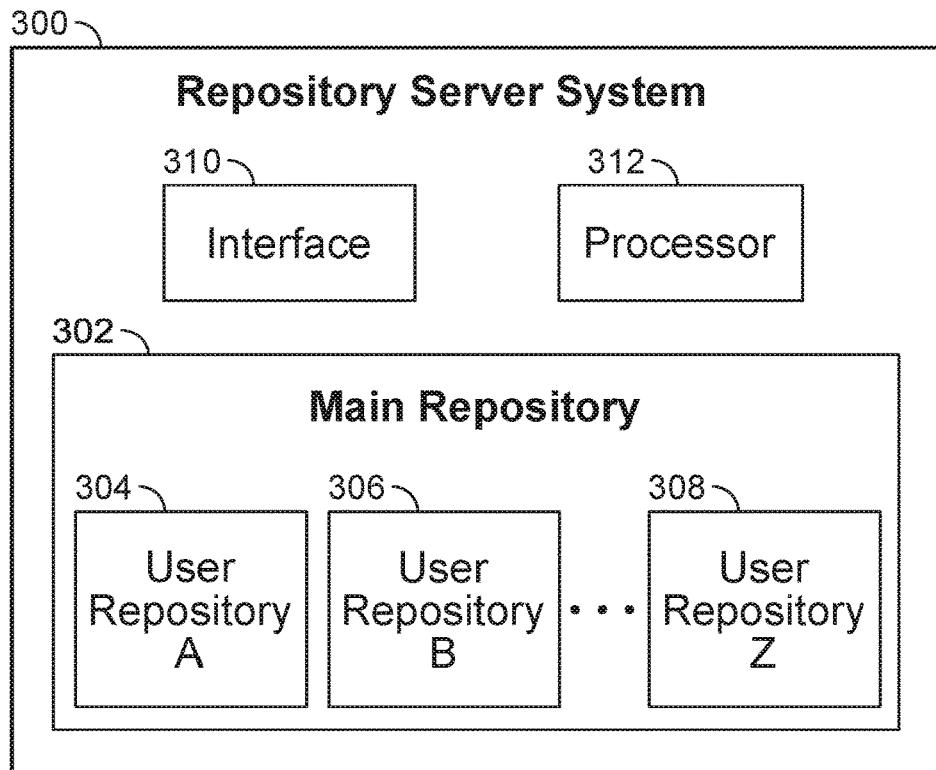 300
Repository Server System
310
312
Interface
Processor
302
Main Repository
304
306
308
User
Repository
A
User
Repository
B
• • •
User
Repository
Z